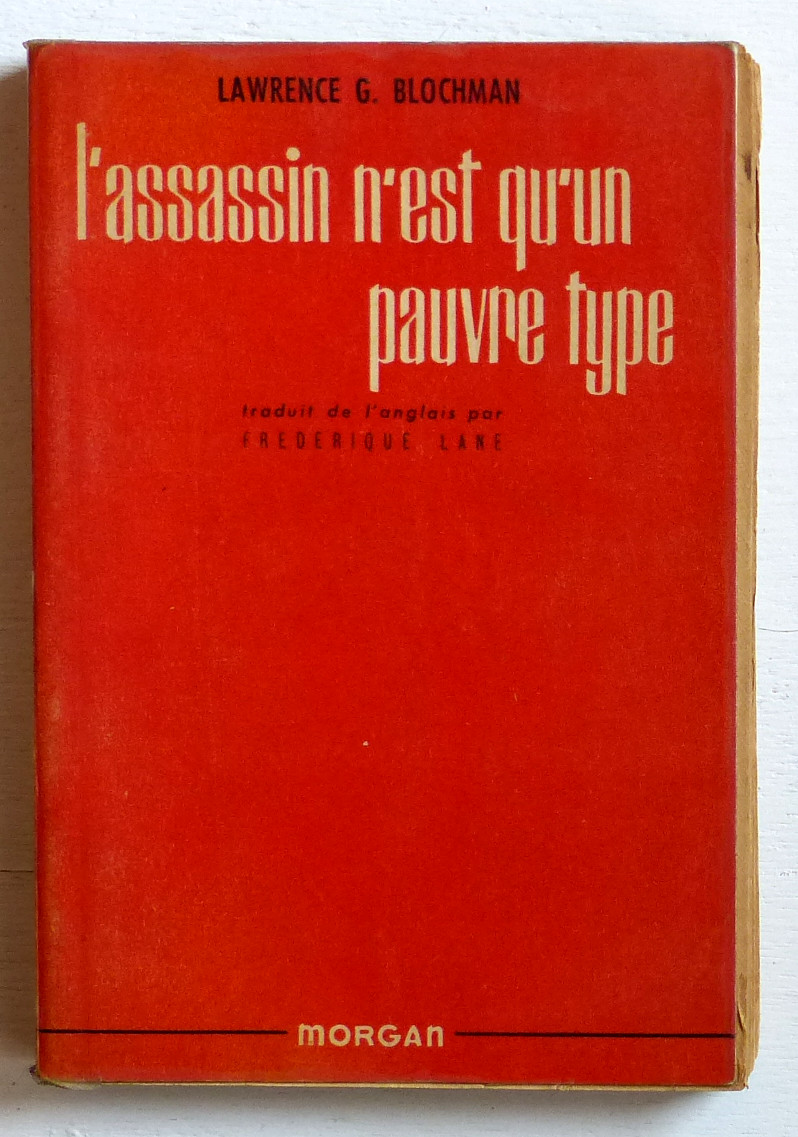 LAWRENCE G. BLOCHMAN
l'assassin n'est qu'un
pauvre type
traduit de l'anglais par
FREDERIQUE LANE
MORGAN